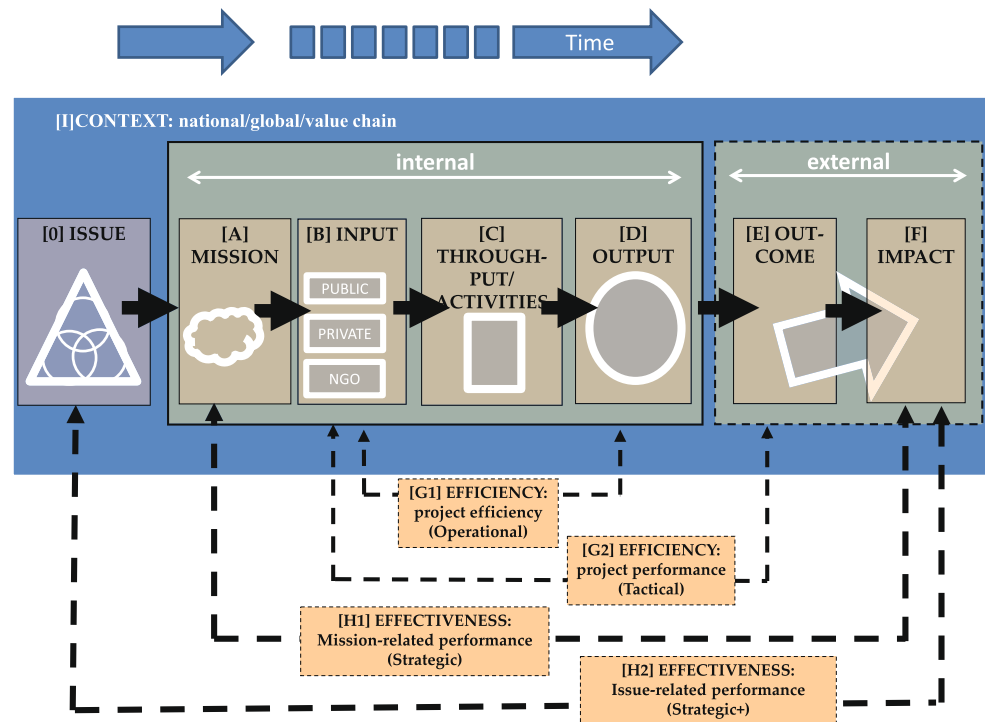 Time
[I]CONTEXT: national/global/value chain
internal
external
[0] ISSUE
[A]
MISSION
[B] INPUT
PUBLIC
PRIVATE
NGO
[C]
THROUGH-
PUT/
ACTIVITIES
[D]
OUTPUT
[E] OUT-
COME
[F]
IMPACT
[G1] EFFICIENCY:
project efficiency
(Operational)
[G2] EFFICIENCY:
project performance
(Tactical)
[H1] EFFECTIVENESS:
Mission-related performance
(Strategic)
[H2] EFFECTIVENESS:
Issue-related performance
(Strategic+)